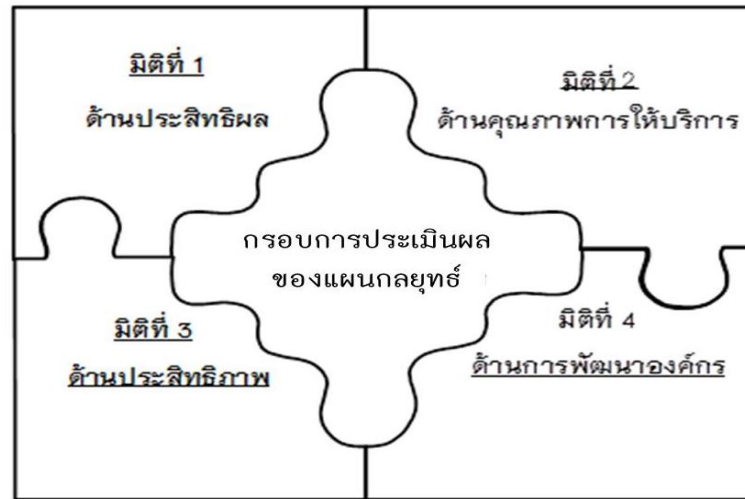 มิติที่ 1
ด้านประสิทธิผล
มิติที่ 2
ด้านคุณภาพการให้บริการ
กรอบการประเมินผล
ของแผนกลยุทธ์
มิติที่ 3
ด้านประสิทธิภาพ
มิติที่ 4
ด้านการพัฒนาองค์กร